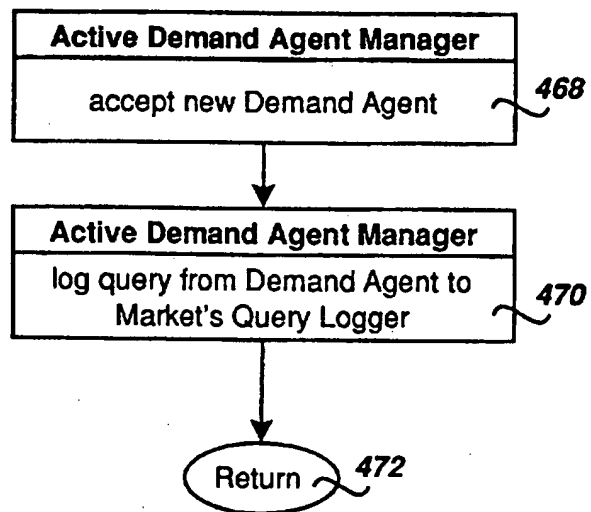 Active Demand Agent Manager
accept new Demand Agent
468
Active Demand Agent Manager
log query from Demand Agent to
Market's Query Logger
470
Return
472